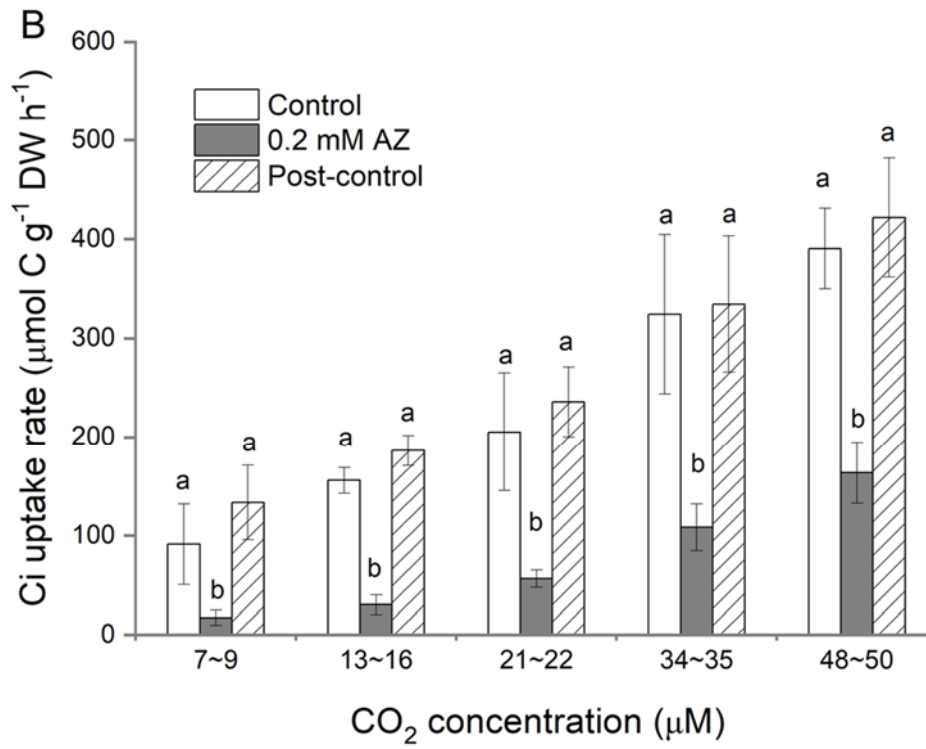 B
600
500
400
300
200
100
0
Ci uptake rate (μmol C g⁻¹ DW h⁻¹)
Control
0.2 mM AZ
Post-control
a
b
a
a
b
a
a
b
a
a
b
a
a
b
a
7~9 13~16 21~22 34~35 48~50
CO₂ concentration (μM)